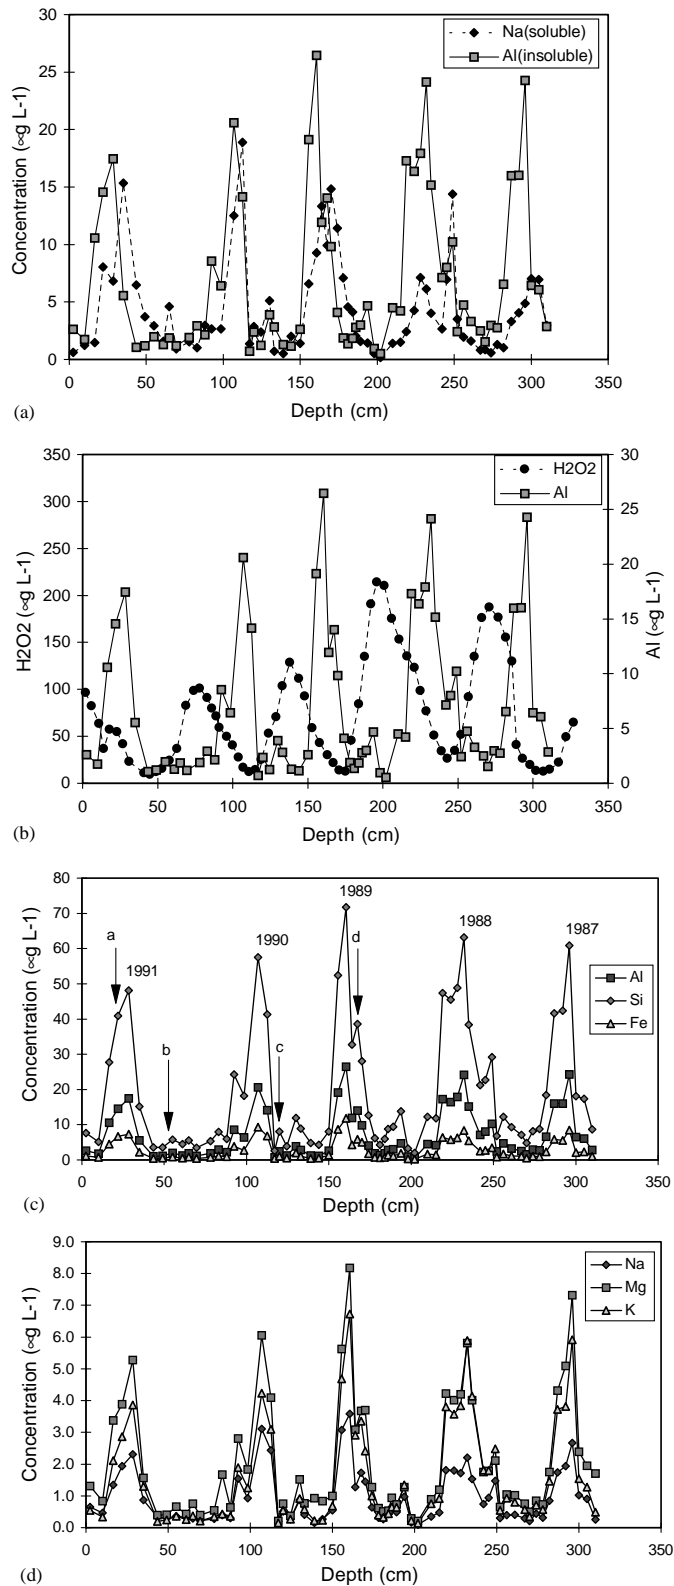 Na(soluble)
Al(insoluble)
Concentration (∝g L-1)
30
25
20
15
10
5
0
0 50 100 150 200 250 300 350
Depth (cm)
(a)
H2O2
Al
H2O2 (∝g L-1)
350
300
250
200
150
100
50
0
Al (∝g L-1)
30
25
20
15
10
5
0
0 50 100 150 200 250 300 350
Depth (cm)
(b)
Concentration (∝g L-1)
80
70
60
50
40
30
20
10
0
a
1991
b
1990
c
1989
d
1988
1987
Al
Si
Fe
0 50 100 150 200 250 300 350
Depth (cm)
(c)
Concentration (∝g L-1)
9.0
8.0
7.0
6.0
5.0
4.0
3.0
2.0
1.0
0.0
Na
Mg
K
0 50 100 150 200 250 300 350
Depth (cm)
(d)